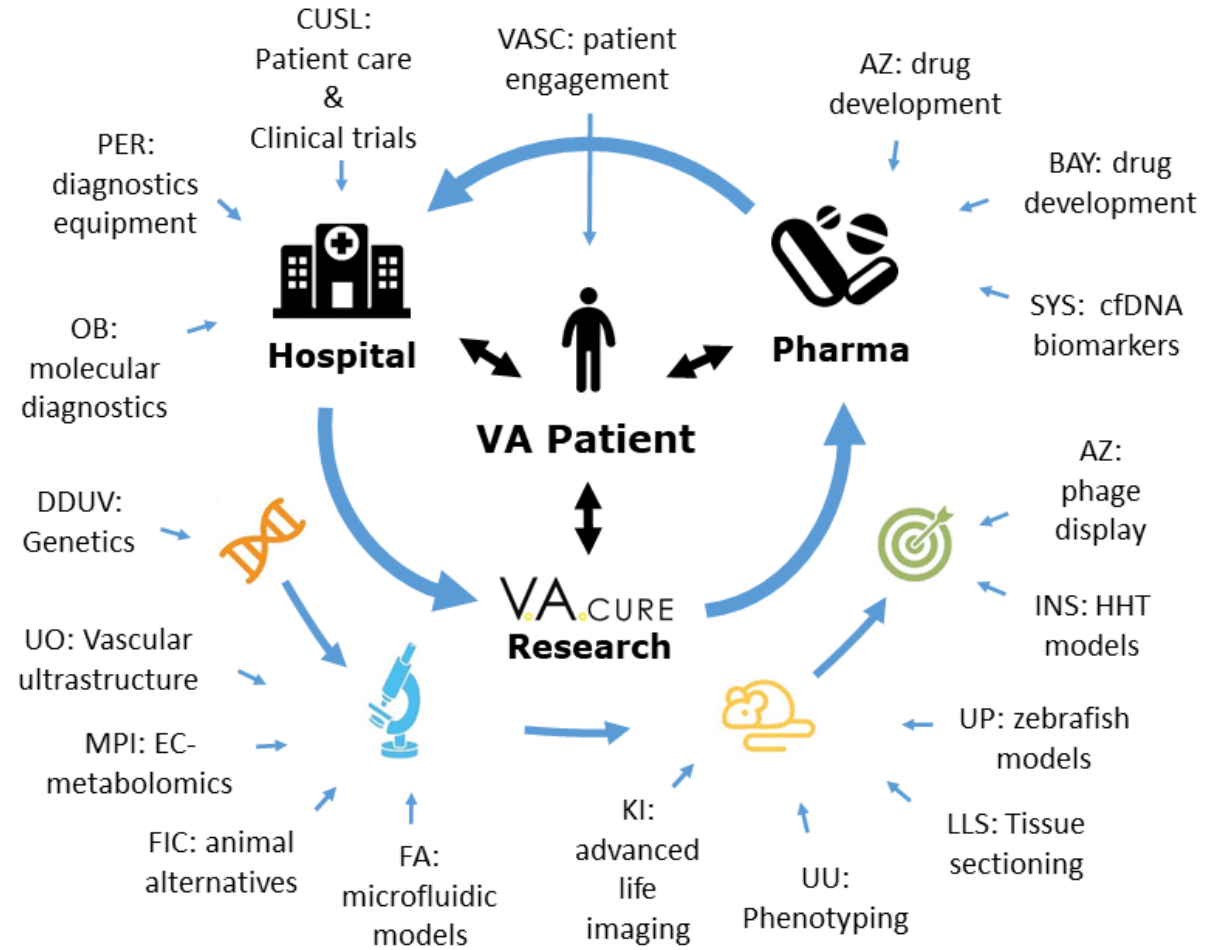 CUSL:
Patient care
&
Clinical trials
VASC: patient
engagement
AZ: drug
development
PER:
diagnostics
equipment
BAY: drug
development
OB:
molecular
diagnostics
SYS: cfDNA
biomarkers
Hospital
Pharma
VA Patient
DDUV:
Genetics
AZ:
phage
display
V.A.CURE
Research
INS: HHT
models
UO: Vascular
ultrastructure
MPI: EC-
metabolomics
UP: zebrafish
models
FIC: animal
alternatives
FA:
microfluidic
models
KI:
advanced
life
imaging
UU:
Phenotyping
LLS: Tissue
sectioning